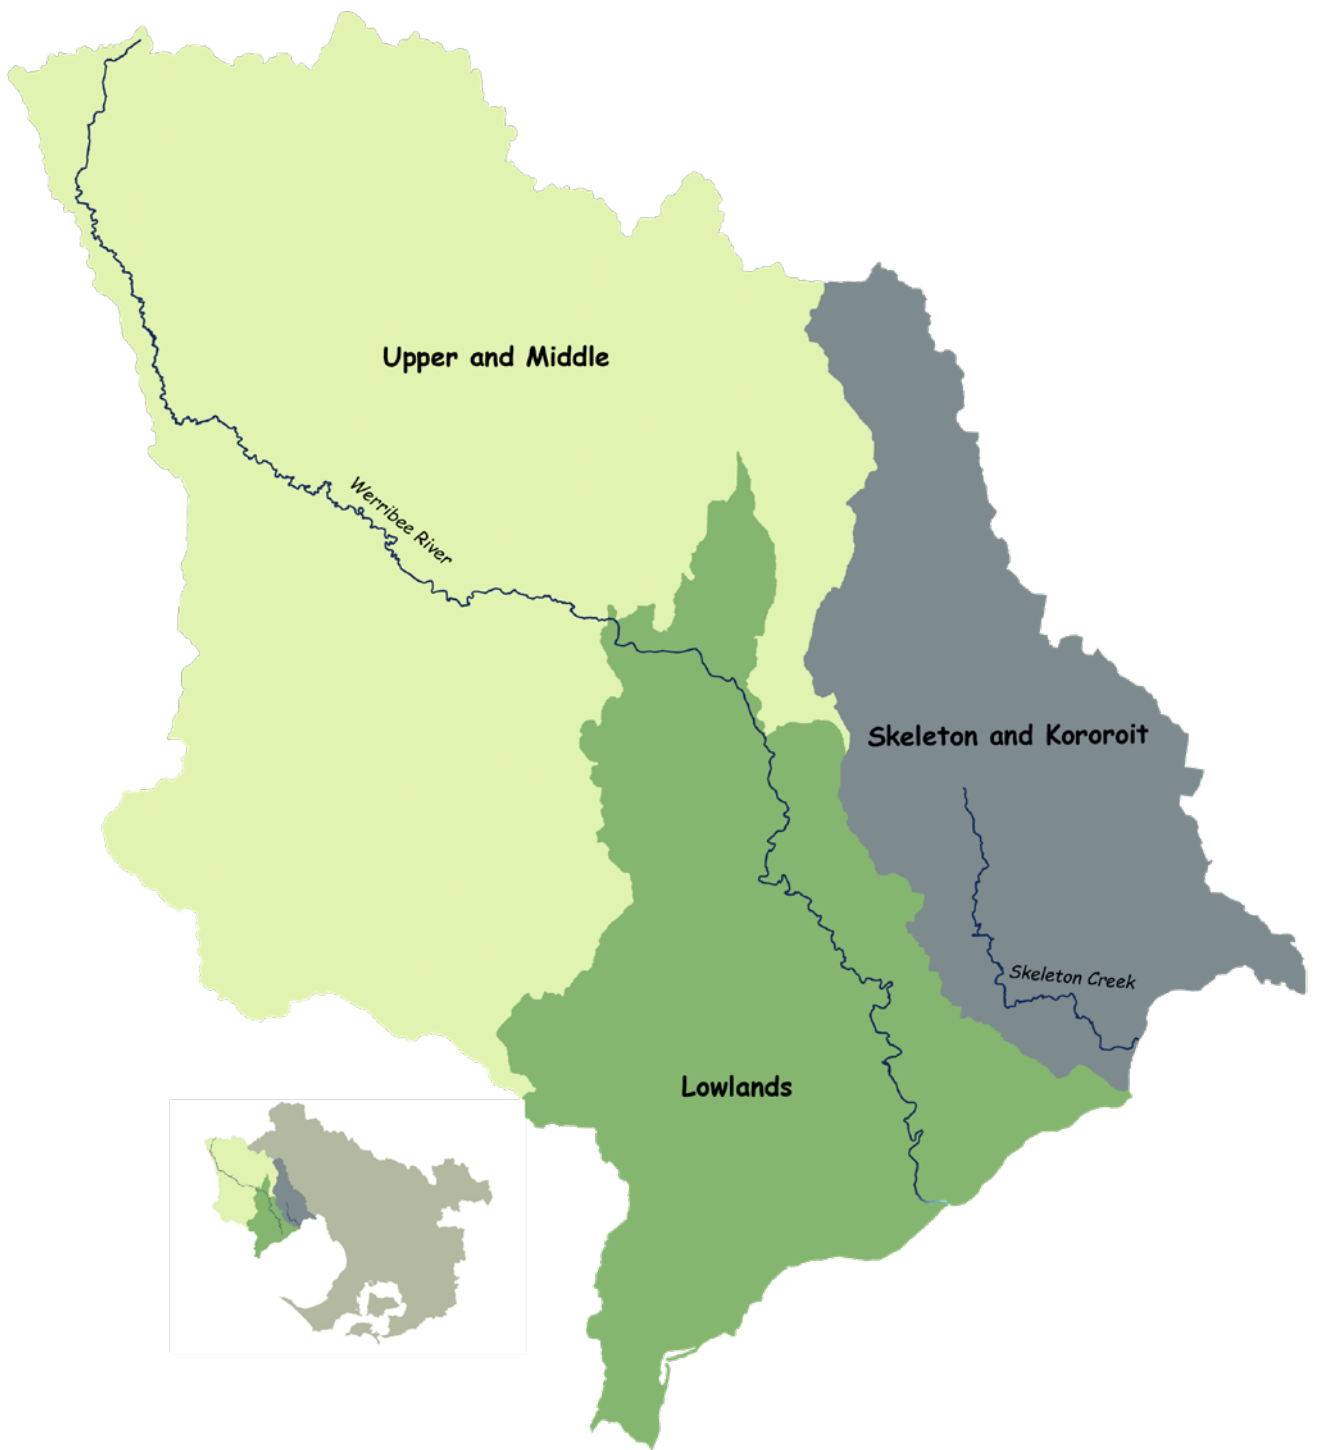 Upper and Middle
Werribee River
Skeleton and Kororoit
Skeleton Creek
Lowlands